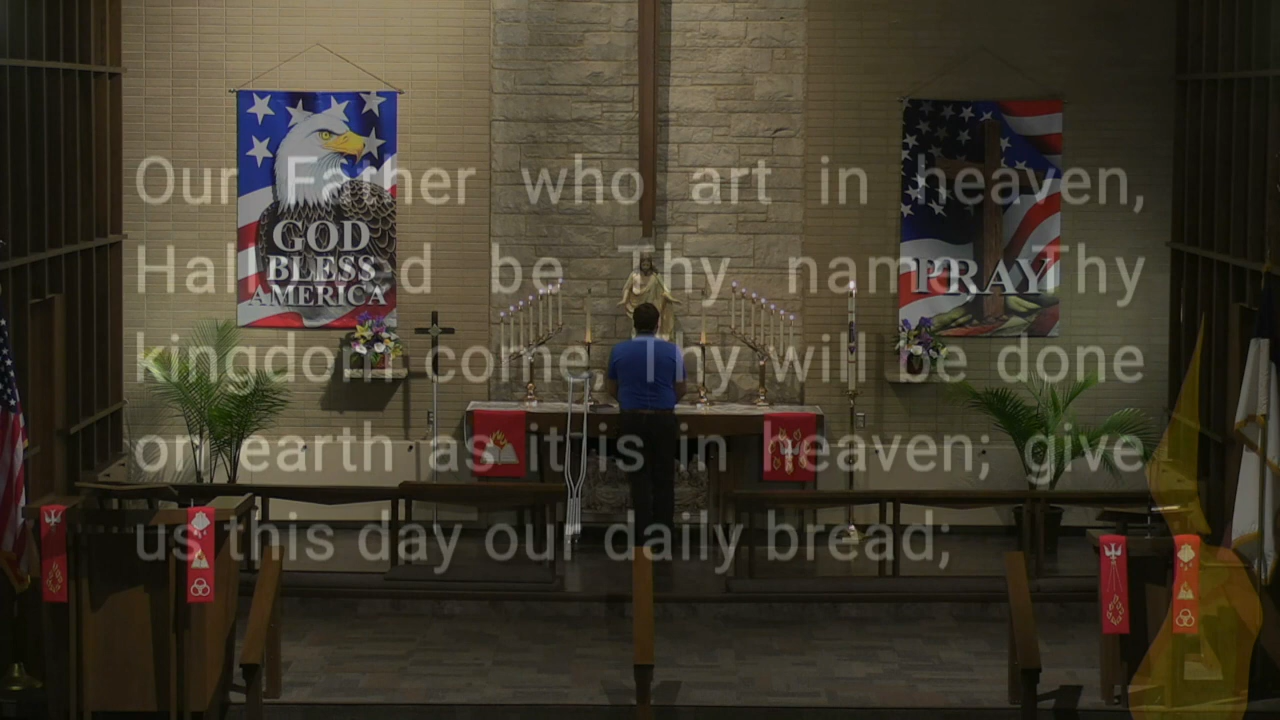 Our Father who art in heaven,
Hallowed be Thy name; Thy
kingdom come, Thy will be done
on earth as it is in heaven; give
us this day our daily bread;
GOD
BLESS
AMERICA
PRAY